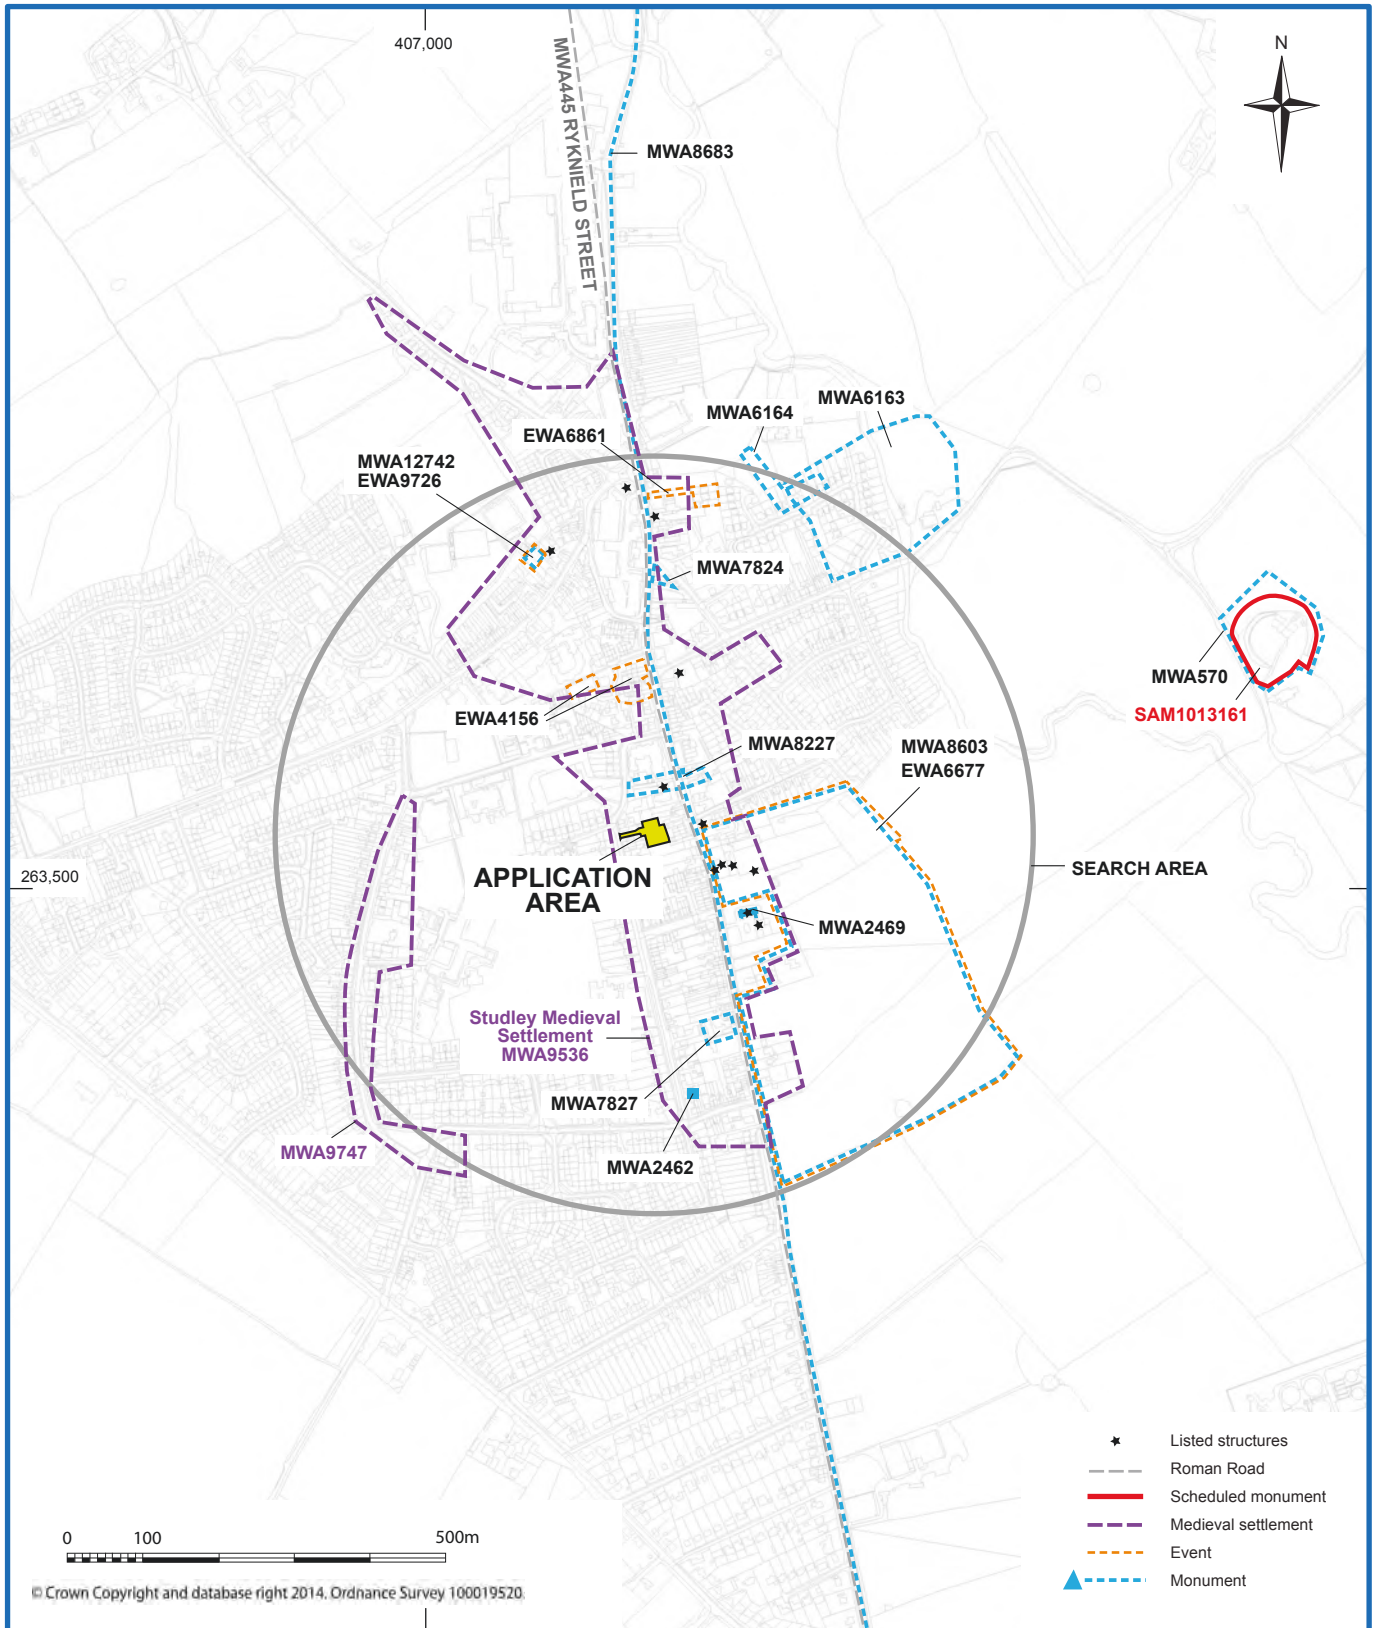 407,000
N
MWA445 RYKNIELD STREET
MWA8683
MWA6163
MWA6164
EWA6861
MWA12742
EWA9726
MWA7824
MWA570
SAM1013161
EWA4156
MWA8227
MWA8603
EWA6677
APPLICATION
AREA
263,500
SEARCH AREA
MWA2469
Studley Medieval
Settlement
MWA9536
MWA7827
MWA9747
MWA2462
Listed structures
Roman Road
Scheduled monument
Medieval settlement
Event
Monument
0 100 500m
© Crown Copyright and database right 2014. Ordnance Survey 100019520.